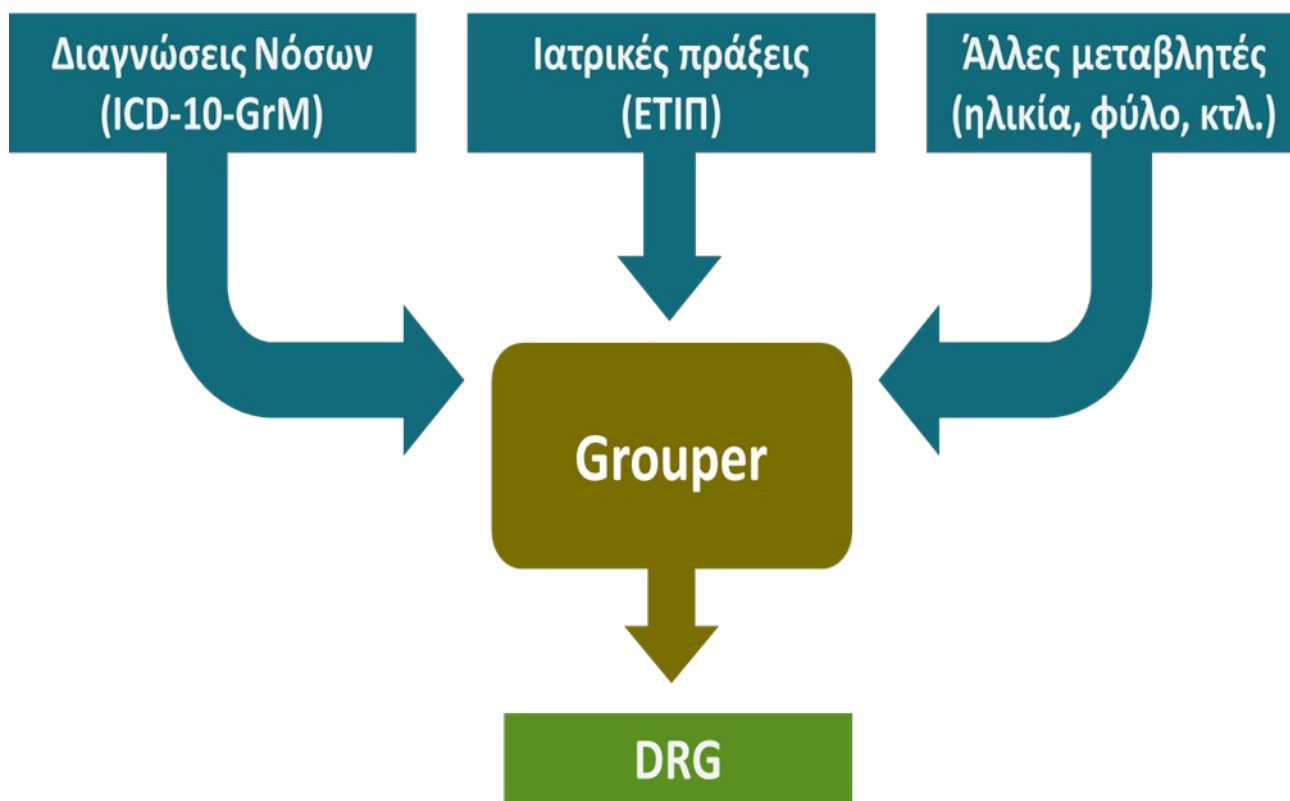 Διαγνώσεις Νόσων
(ICD-10-GrM)
Ιατρικές πράξεις
(ΕΤΙΠ)
Άλλες μεταβλητές
(ηλικία, φύλο, κτλ.)
Grouper
DRG